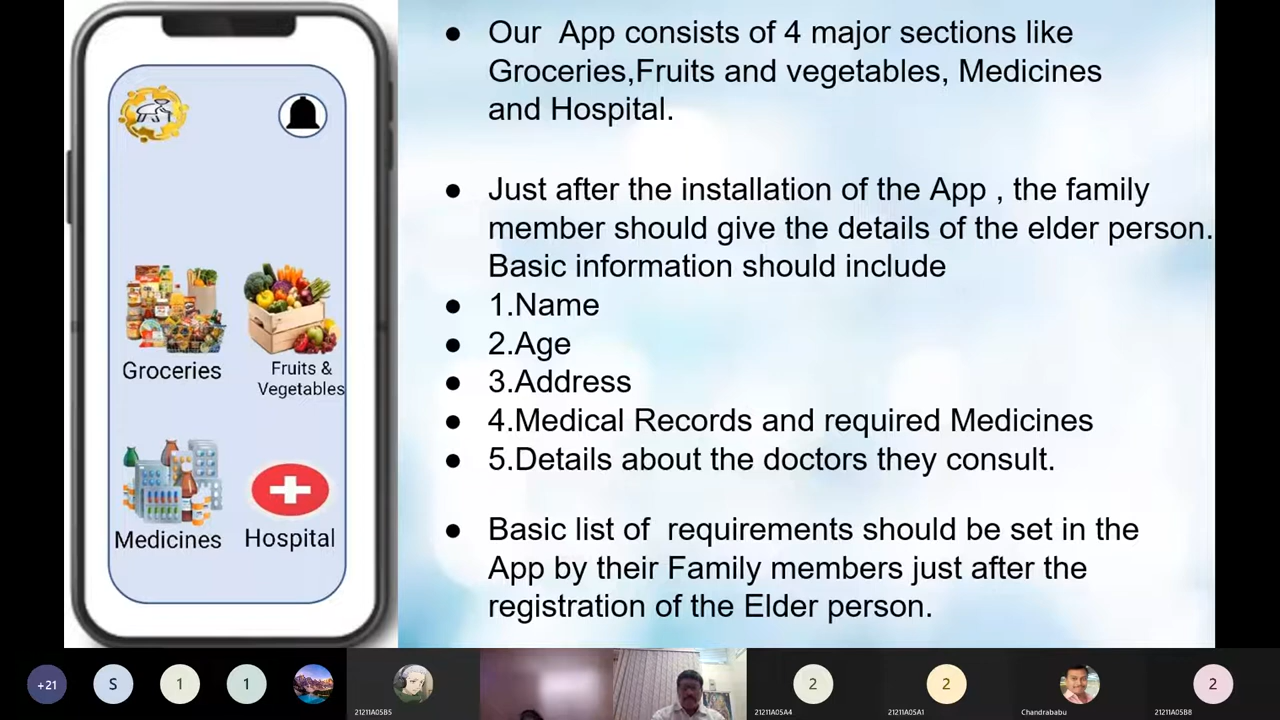 ● Our  App consists of 4 major sections like
Groceries,Fruits and vegetables, Medicines
and Hospital.
● Just after the installation of the App , the family
member should give the details of the elder person.
Basic information should include
● 1.Name
● 2.Age
● 3.Address
● 4.Medical Records and required Medicines
● 5.Details about the doctors they consult.
● Basic list of  requirements should be set in the
App by their Family members just after the
registration of the Elder person.
Groceries
Fruits &
Vegetables
Medicines
Hospital
+21
S
1
1
21211A05B5
2
21211A05A4
2
21211A05A1
Chandrababu
2
21211A05B8